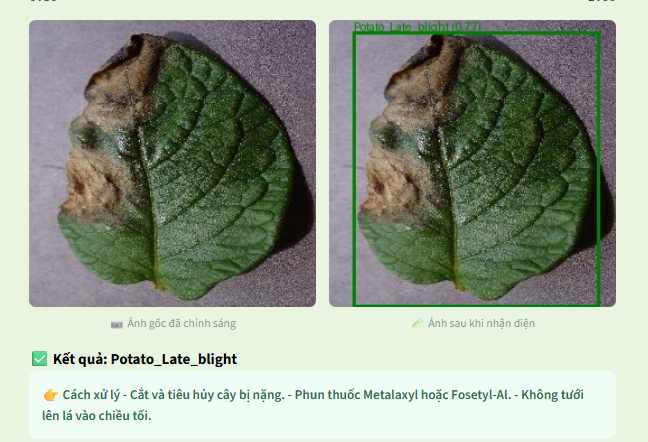 Potato_Late_blight (0.77)
📷 Ảnh gốc đã chỉnh sáng
🧪 Ảnh sau khi nhận diện
✅ Kết quả: Potato_Late_blight
👉 Cách xử lý - Cắt và tiêu hủy cây bị nặng. - Phun thuốc Metalaxyl hoặc Fosetyl-Al. - Không tưới
lên lá vào chiều tối.